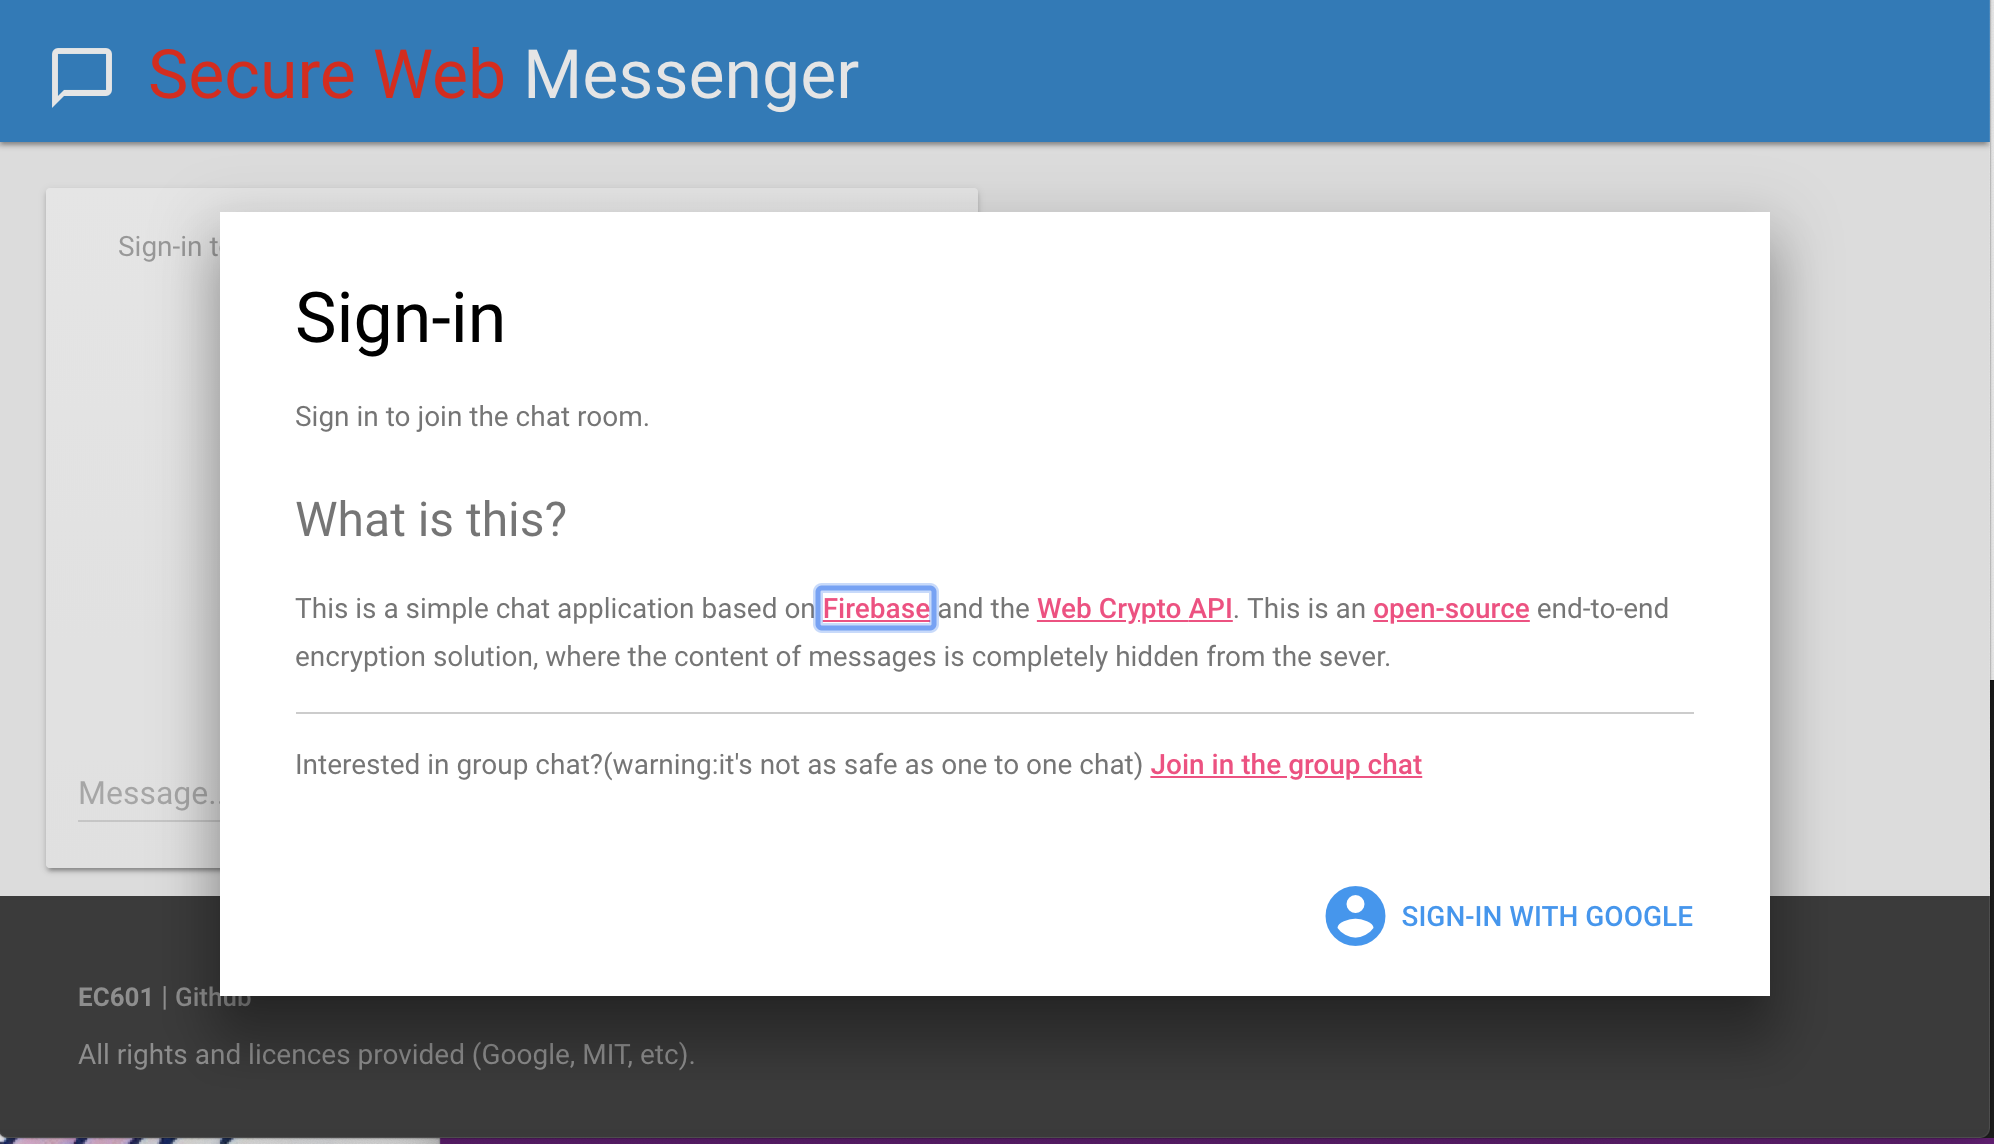 Secure Web Messenger
Sign-in t
Sign-in
Sign in to join the chat room.
What is this?
This is a simple chat application based on Firebase and the Web Crypto API. This is an open-source end-to-end
encryption solution, where the content of messages is completely hidden from the sever.
Interested in group chat?(warning:it's not as safe as one to one chat) Join in the group chat
Message..
SIGN-IN WITH GOOGLE
EC601 | Github
All rights and licences provided (Google, MIT, etc).